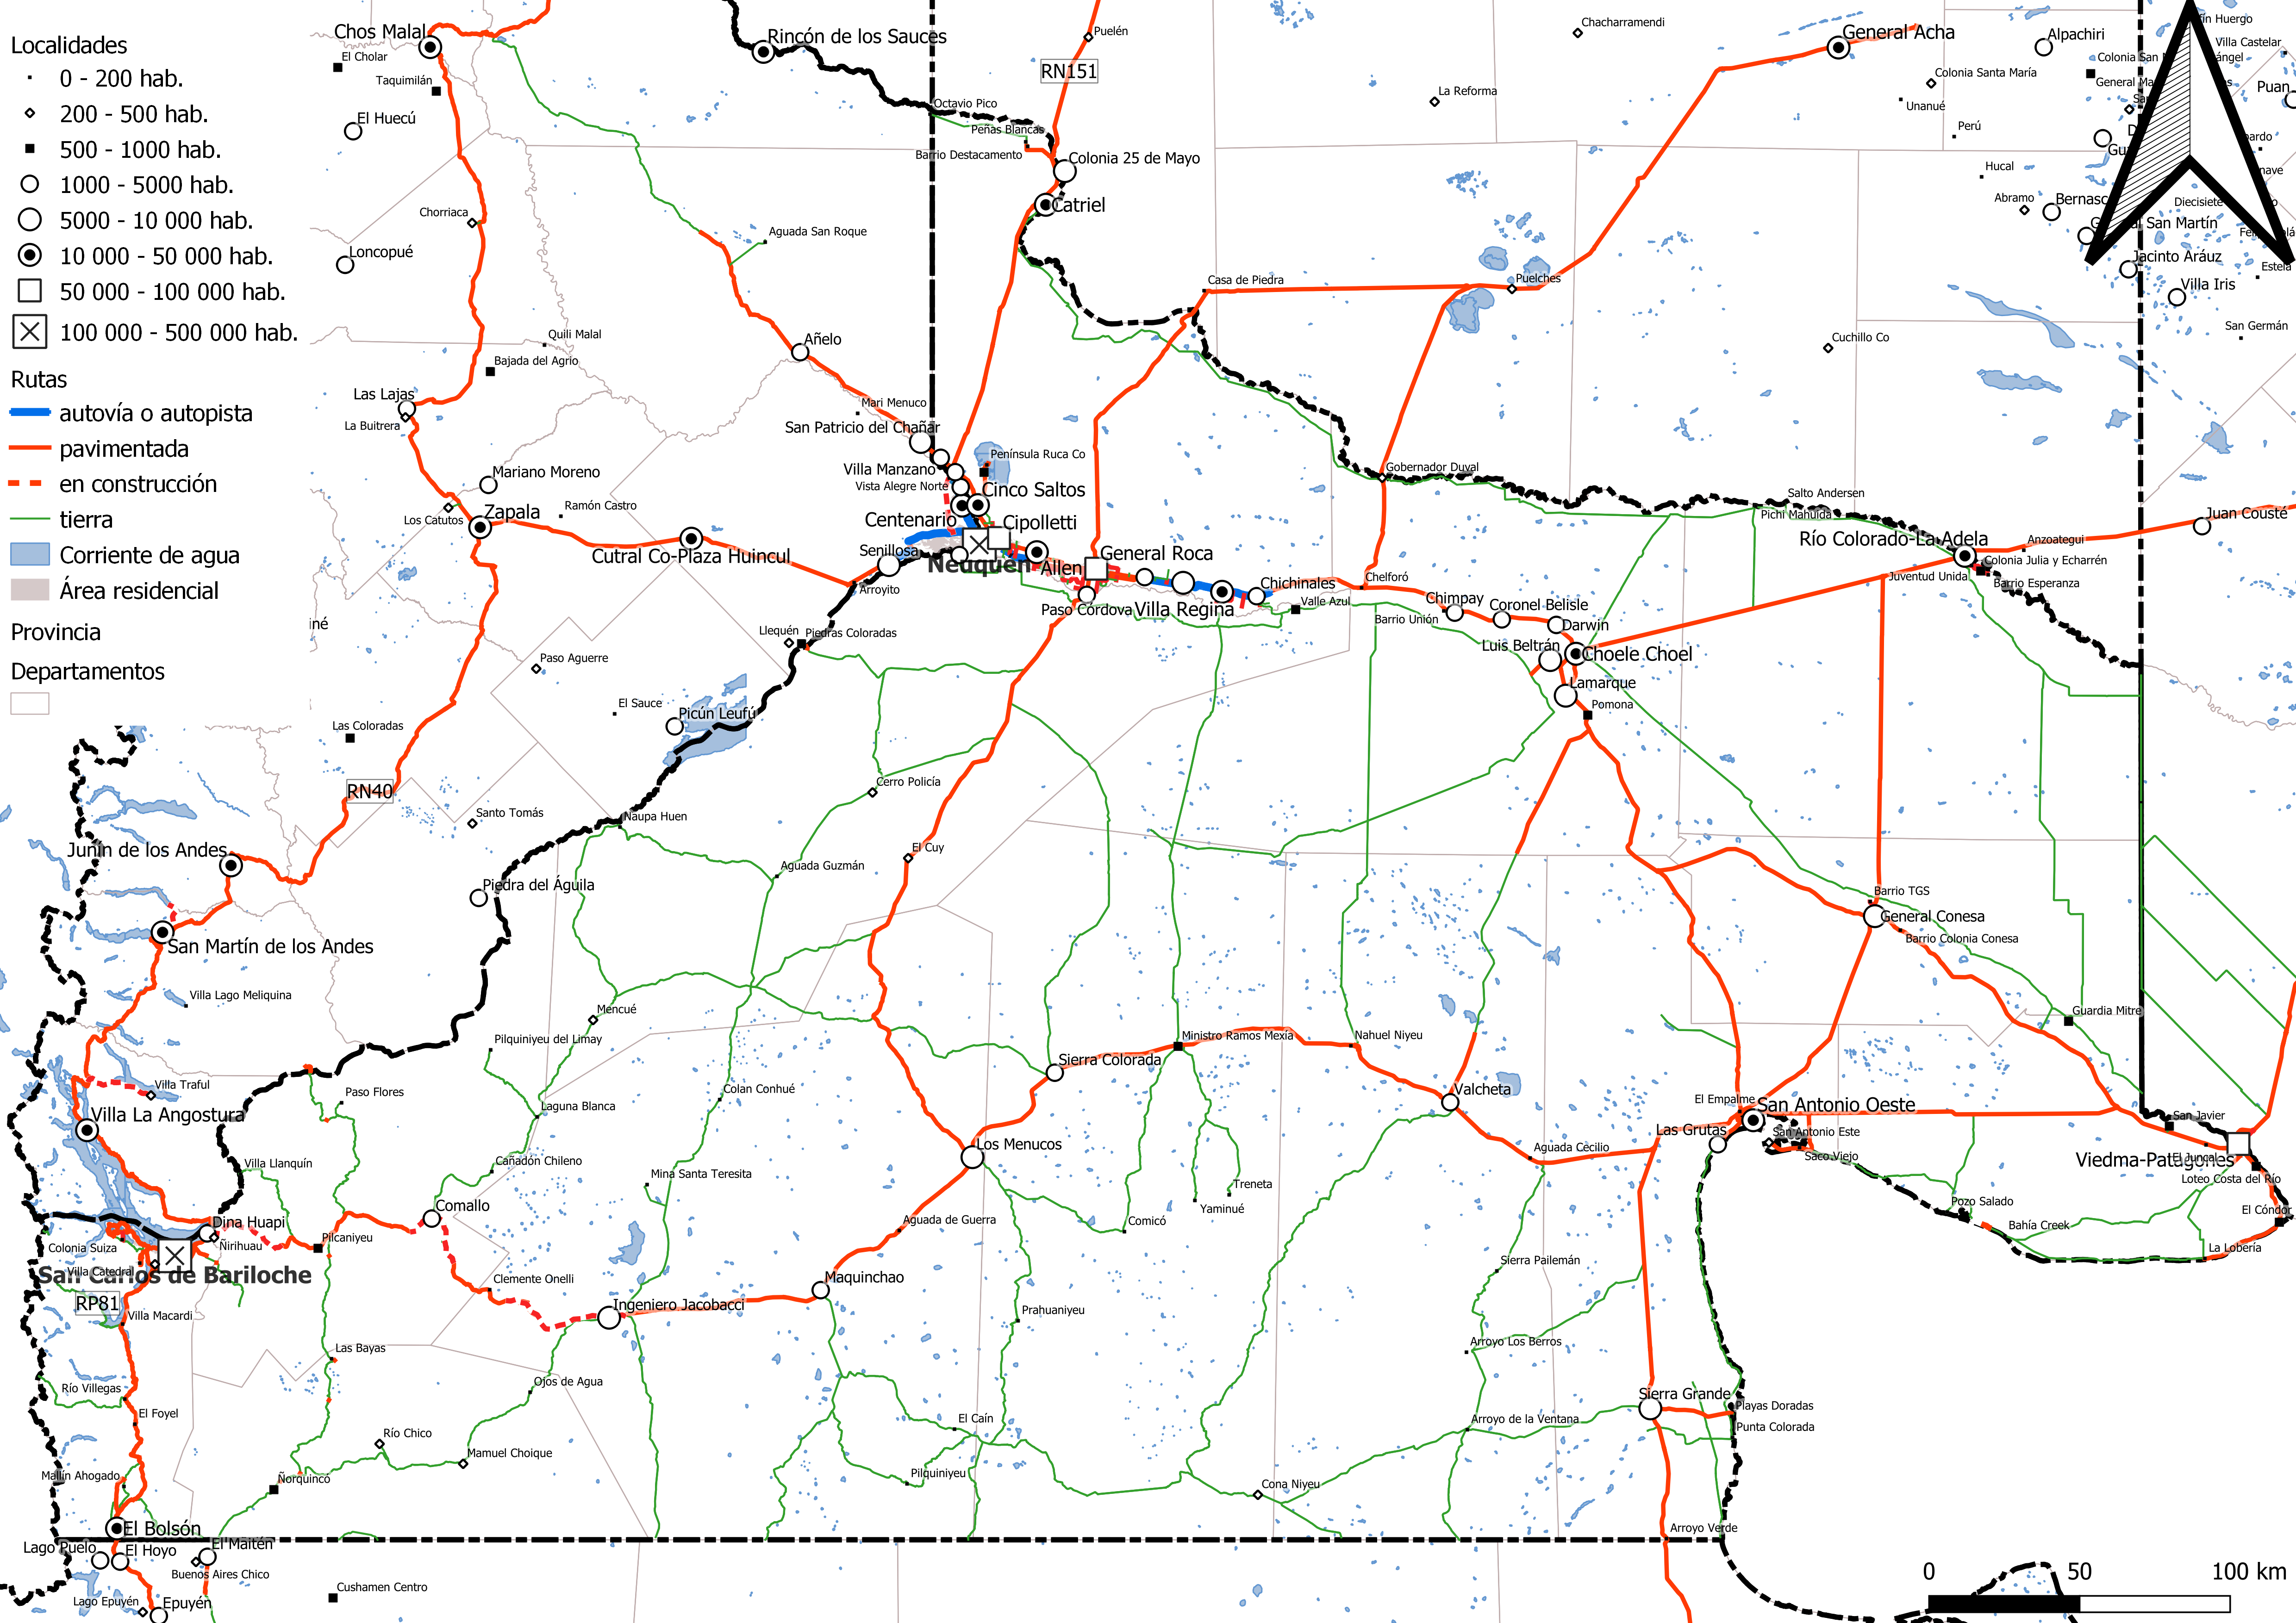 Localidades
0 - 200 hab.
200 - 500 hab.
500 - 1000 hab.
1000 - 5000 hab.
5000 - 10 000 hab.
10 000 - 50 000 hab.
50 000 - 100 000 hab.
100 000 - 500 000 hab.
Rutas
autovía o autopista
pavimentada
en construcción
tierra
Corriente de agua
Área residencial
Provincia
Departamentos
Chos Malal
El Cholar
Taquimilán
El Huecú
Chorriaca
Loncopué
Rincón de los Sauces
Puelén
RN151
Octavio Pico
Peñas Blancas
Barrio Destacamento
Colonia 25 de Mayo
Catriel
Aguada San Roque
Chacharramendi
La Reforma
General Acha
Alpachiri
Colonia Santa María
Unanué
Perú
Hucal
Abramo
Villa Castelar
Puan
Diecisiete
San Martín
Jacinto Aráuz
Estela
Villa Iris
San Germán
Casa de Piedra
Puelches
Cuchillo Co
Quili Malal
Bajada del Agrio
Añelo
Las Lajas
La Buitrera
Mari Menuco
San Patricio del Chañar
Villa Manzano
Península Ruca Co
Vista Alegre Norte
Cinco Saltos
Centenario
Cipolletti
Mariano Moreno
Los Catutos
Zapala
Ramón Castro
Cutral Co-Plaza Huincul
Senillosa
Neuquén
Allen
General Roca
Arroyito
Paso Córdova
Villa Regina
Chichinales
Valle Azul
Gobernador Duval
Chelforó
Barrio Unión
Chimpay
Coronel Belisle
Darwin
Luis Beltrán
Choele Choel
Lamarque
Pomona
Salto Andersen
Pichi Mahuida
Río Colorado-La Adela
Anzoategui
Colonia Julia y Echarrén
Juventud Unida
Barrio Esperanza
Juan Cousté
Llequén
Piedras Coloradas
Paso Aguerre
El Sauce
Picún Leufú
Las Coloradas
RN40
Santo Tomás
Naupa Huen
Cerro Policía
El Cuy
Aguada Guzmán
Junín de los Andes
Piedra del Águila
San Martín de los Andes
Villa Lago Meliquina
Barrio TGS
General Conesa
Barrio Colonia Conesa
Guardia Mitre
Mencué
Pilquiniyeu del Limay
Ministro Ramos Mexía
Nahuel Niyeu
Sierra Colorada
Valcheta
Villa Traful
Paso Flores
Colan Conhué
Laguna Blanca
Villa La Angostura
El Empalme
San Antonio Oeste
San Javier
Las Grutas
San Antonio Este
Saco Viejo
Aguada Cecilio
Viedma-Patagones
El Juncal
Loteo Costa del Río
El Cóndor
Los Menucos
Villa Llanquín
Cañadón Chileno
Mina Santa Teresita
Treneta
Yaminué
Comicó
Pozo Salado
Bahía Creek
La Lobería
Comallo
Dina Huapi
Ñirihuau
Pilcaniyeu
Aguada de Guerra
Colonia Suiza
Villa Catedral
San Carlos de Bariloche
RP81
Villa Macardi
Clemente Onelli
Ingeniero Jacobacci
Maquinchao
Sierra Pailemán
Prahuaniyeu
Arroyo Los Berros
Las Bayas
Ojos de Agua
Río Villegas
El Foyel
Sierra Grande
Playas Doradas
Punta Colorada
Arroyo de la Ventana
El Caín
Río Chico
Mamuel Choique
Pilquiniyeu
Mallín Ahogado
Ñorquincó
Cona Niyeu
El Bolsón
Lago Puelo
El Hoyo
El Maitén
Buenos Aires Chico
Arroyo Verde
Cushamen Centro
Lago Epuyén
Epuyén
0 50 100 km